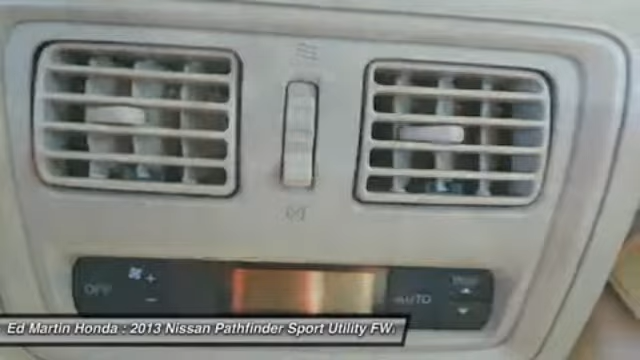 OFF
+
-
AUTO
Ed Martin Honda : 2013 Nissan Pathfinder Sport Utility FW.